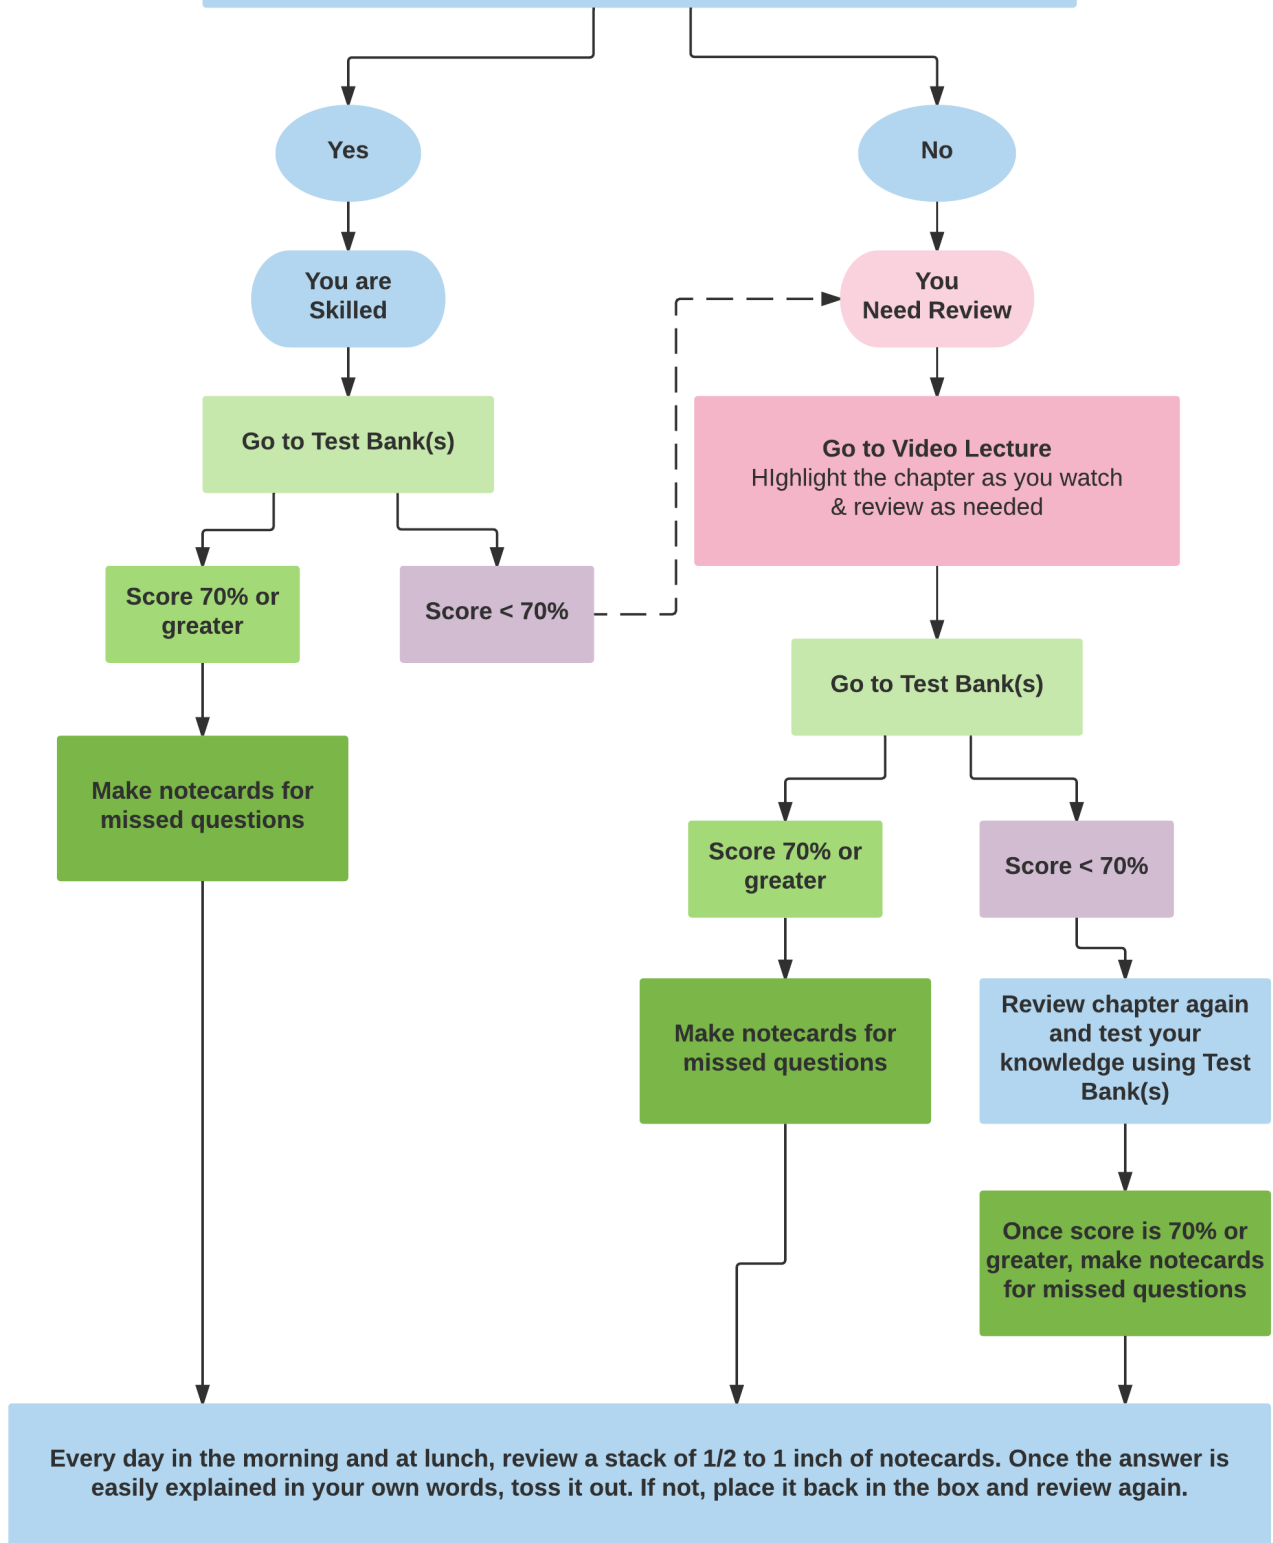 Yes
No
You are
Skilled
You
Need Review
Go to Test Bank(s)
Go to Video Lecture
HIghlight the chapter as you watch
& review as needed
Score 70% or
greater
Score < 70%
Go to Test Bank(s)
Make notecards for
missed questions
Score 70% or
greater
Score < 70%
Make notecards for
missed questions
Review chapter again
and test your
knowledge using Test
Bank(s)
Once score is 70% or
greater, make notecards
for missed questions
Every day in the morning and at lunch, review a stack of 1/2 to 1 inch of notecards. Once the answer is
easily explained in your own words, toss it out. If not, place it back in the box and review again.